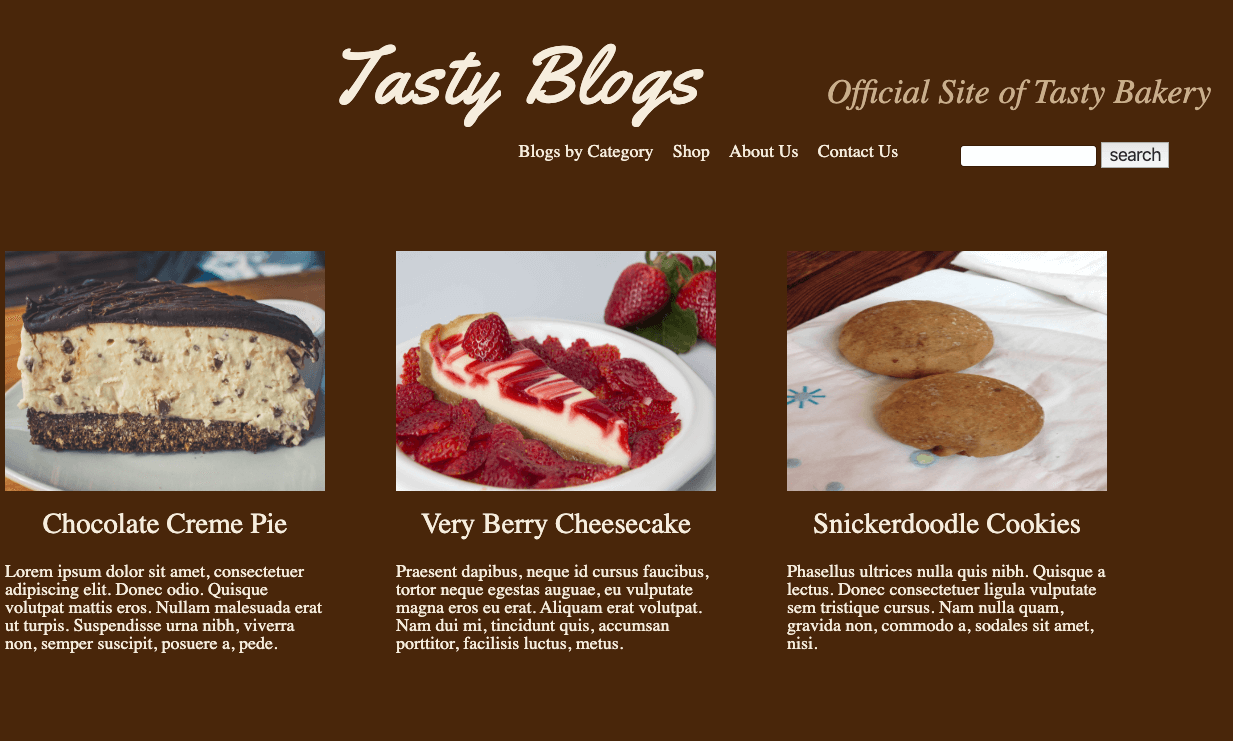 Tasty Blogs
Official Site of Tasty Bakery
Blogs by Category Shop About Us Contact Us search
Chocolate Creme Pie
Lorem ipsum dolor sit amet, consectetuer
adipiscing elit. Donec odio. Quisque
volutpat mattis eros. Nullam malesuada erat
ut turpis. Suspendisse urna nibh, viverra
non, semper suscipit, posuere a, pede.
Very Berry Cheesecake
Praesent dapibus, neque id cursus faucibus,
tortor neque egestas auguae, eu vulputate
magna eros eu erat. Aliquam erat volutpat.
Nam dui mi, tincidunt quis, accumsan
porttitor, facilisis luctus, metus.
Snickerdoodle Cookies
Phasellus ultrices nulla quis nibh. Quisque a
lectus. Donec consectetuer ligula vulputate
sem tristique cursus. Nam nulla quam,
gravida non, commodo a, sodales sit amet,
nisi.